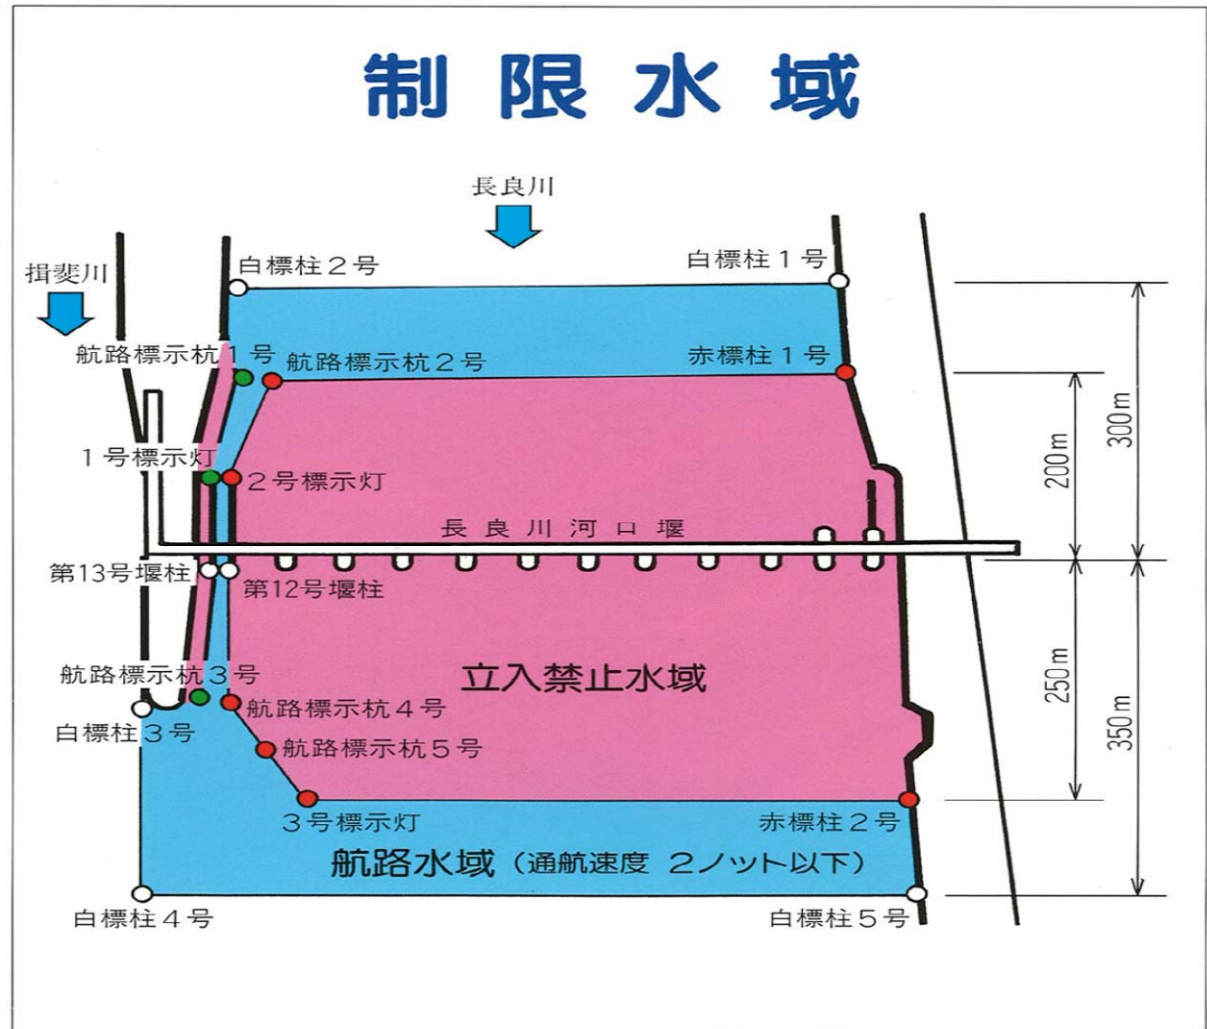 制限水域
長良川
揖斐川
白標柱2号
白標柱1号
航路標示杭1号
航路標示杭2号
赤標柱1号
1号標示灯
2号標示灯
200m
300m
長良川河口堰
第13号堰柱
第12号堰柱
立入禁止水域
250m
350m
航路標示杭3号
航路標示杭4号
白標柱3号
航路標示杭5号
3号標示灯
赤標柱2号
航路水域(通航速度 2ノット以下)
白標柱4号
白標柱5号